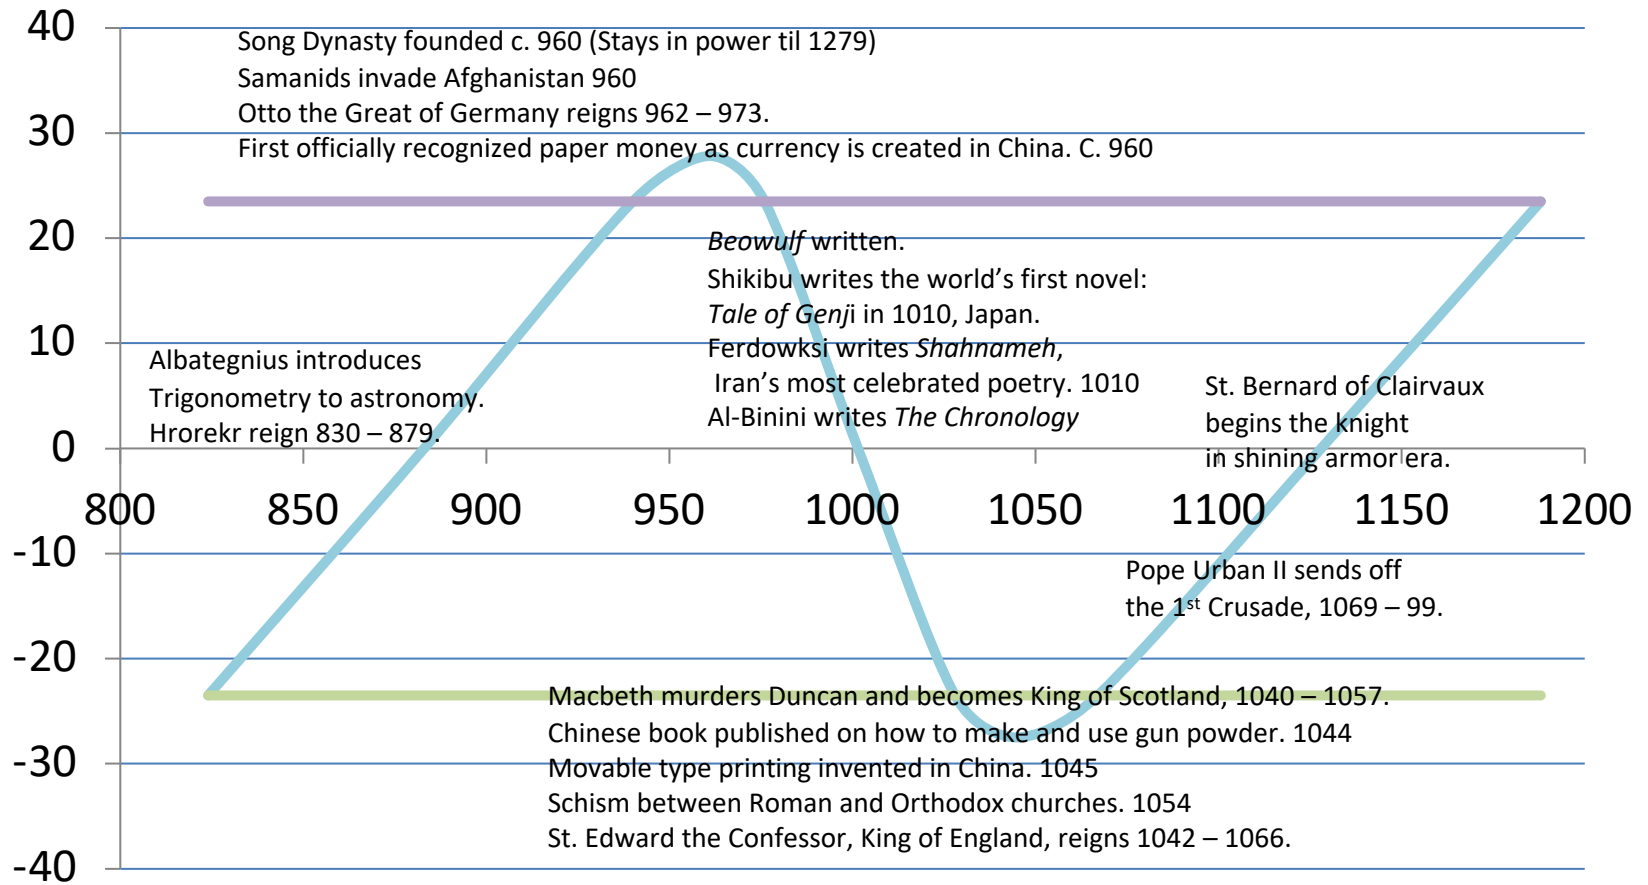 40
Song Dynasty founded c. 960 (Stays in power til 1279)
Samanids invade Afghanistan 960
Otto the Great of Germany reigns 962 – 973.
30
First officially recognized paper money as currency is created in China. C. 960
20
Beowulf written.
Shikibu writes the world’s first novel:
Tale of Genji in 1010, Japan.
Ferdowksi writes Shahnameh,
Iran’s most celebrated poetry. 1010
Al-Binini writes The Chronology
10
Albategnius introduces
Trigonometry to astronomy.
Hrorekr reign 830 – 879.
St. Bernard of Clairvaux
begins the knight
in shining armor era.
0
800 850 900 950 1000 1050 1100 1150 1200
-10
Pope Urban II sends off
the 1st Crusade, 1069 – 99.
-20
Macbeth murders Duncan and becomes King of Scotland, 1040 – 1057.
Chinese book published on how to make and use gun powder. 1044
-30
Movable type printing invented in China. 1045
Schism between Roman and Orthodox churches. 1054
St. Edward the Confessor, King of England, reigns 1042 – 1066.
-40